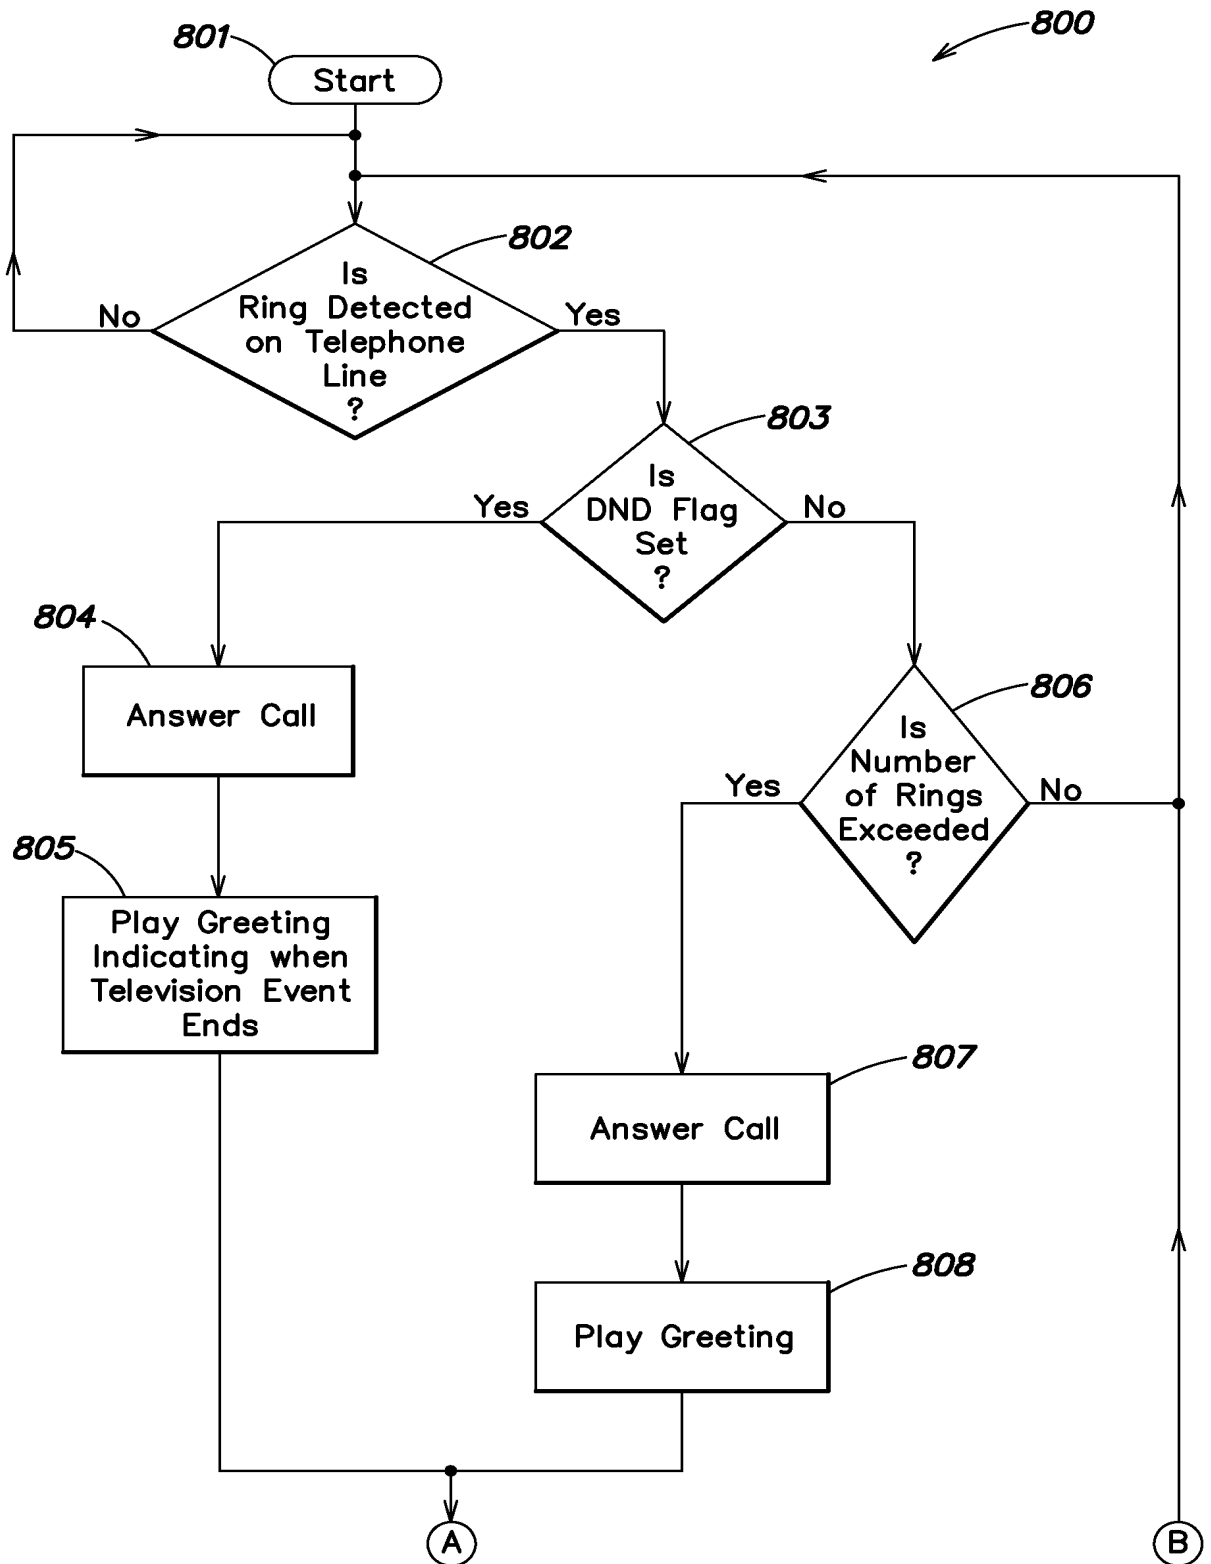 801
800
Start
802
Is
Ring Detected
on Telephone
Line
?
No
Yes
803
Is
DND Flag
Set
?
Yes
No
804
Answer Call
806
Is
Number
of Rings
Exceeded
?
Yes
No
805
Play Greeting
Indicating when
Television Event
Ends
807
Answer Call
808
Play Greeting
A
B